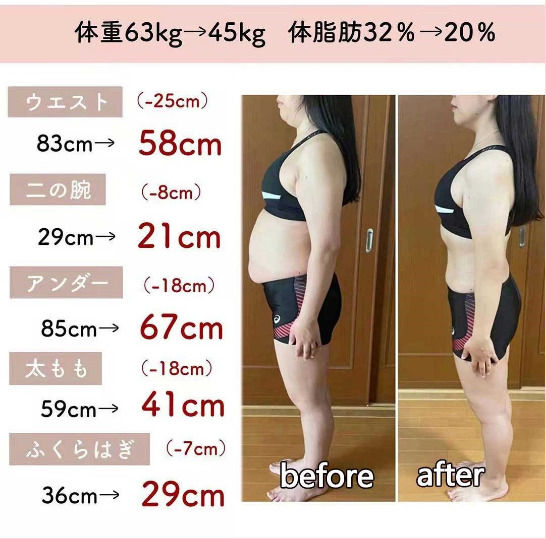 体重63kg→45kg 体脂肪32％→20％
ウエスト (-25cm)
83cm→ 58cm
二の腕 (-8cm)
29cm→ 21cm
アンダー (-18cm)
85cm→ 67cm
太もも (-18cm)
59cm→ 41cm
ふくらはぎ (-7cm)
36cm→ 29cm
before
after